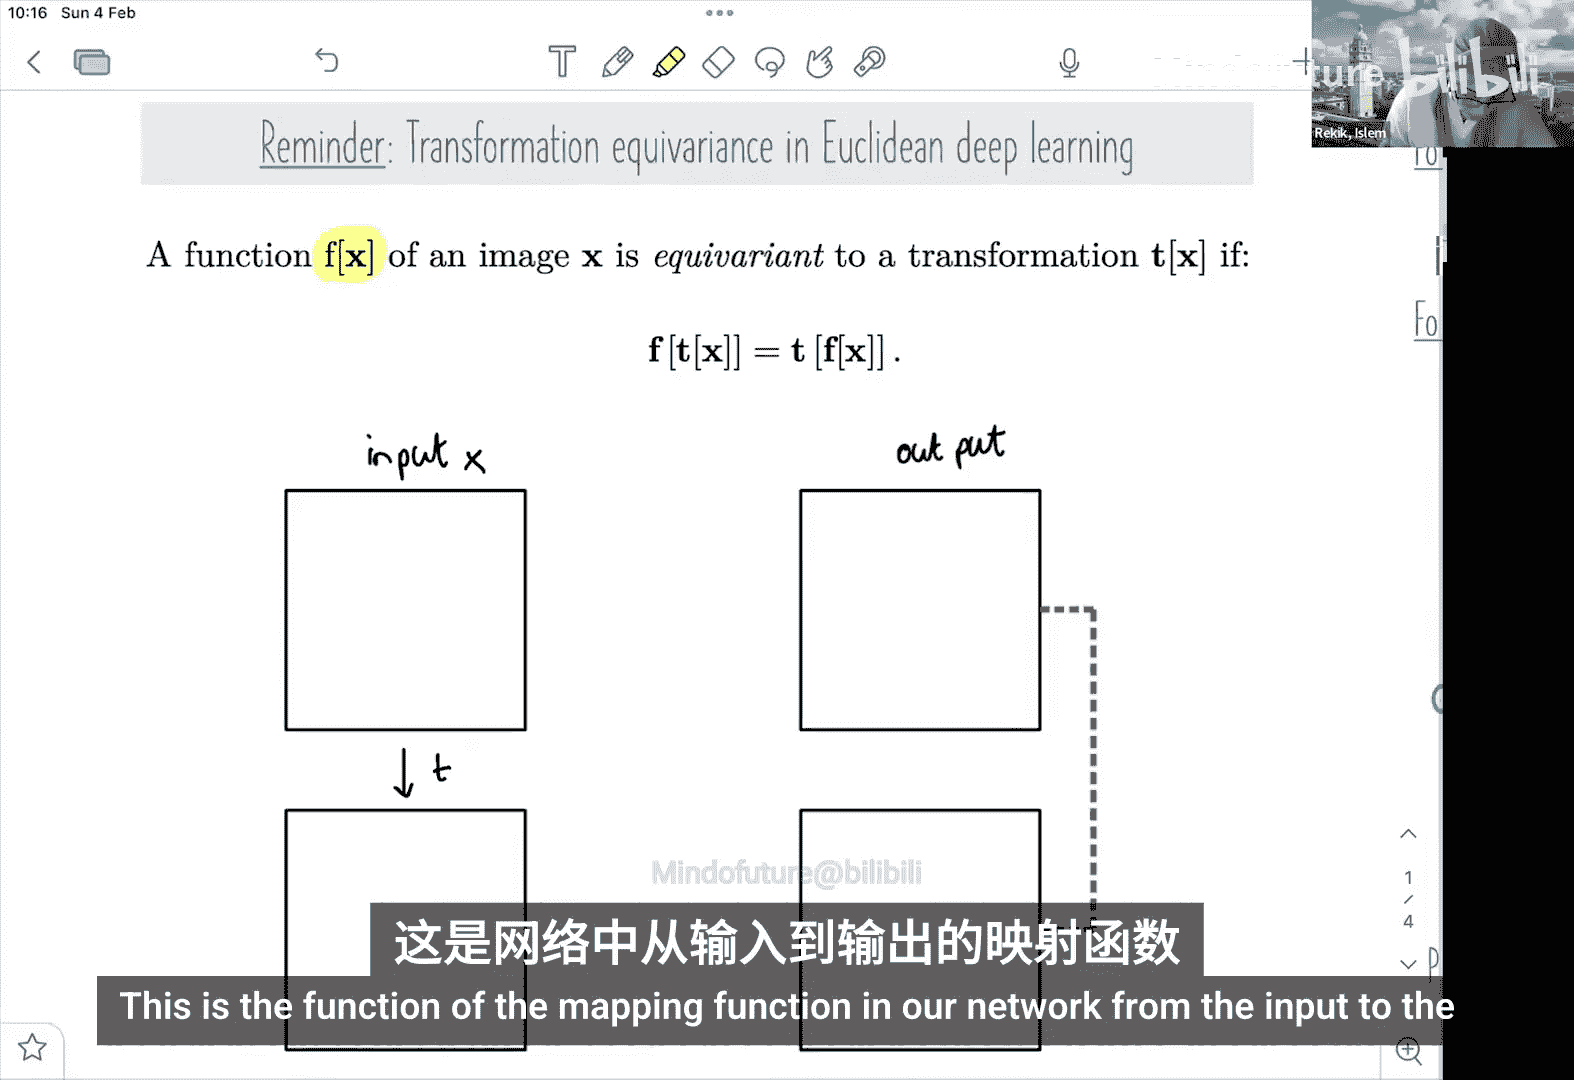 10:16 Sun 4 Feb
T
Rekik, Islem
bilibili
Reminder: Transformation equivariance in Euclidean deep learning
A function f[x] of an image x is equivariant to a transformation t[x] if:
f [t[x]] = t [f[x]] .
Fo
input x
output
t
1
/
4
Mindofuture@bilibili
这是网络中从输入到输出的映射函数
This is the function of the mapping function in our network from the input to the